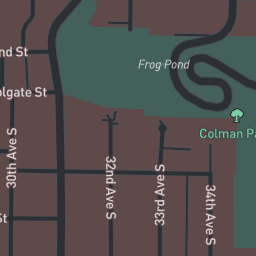 nd St
Frog Pond
olgate St
Colman Pa
30th Ave S
32nd Ave S
33rd Ave S
34th Ave S
St